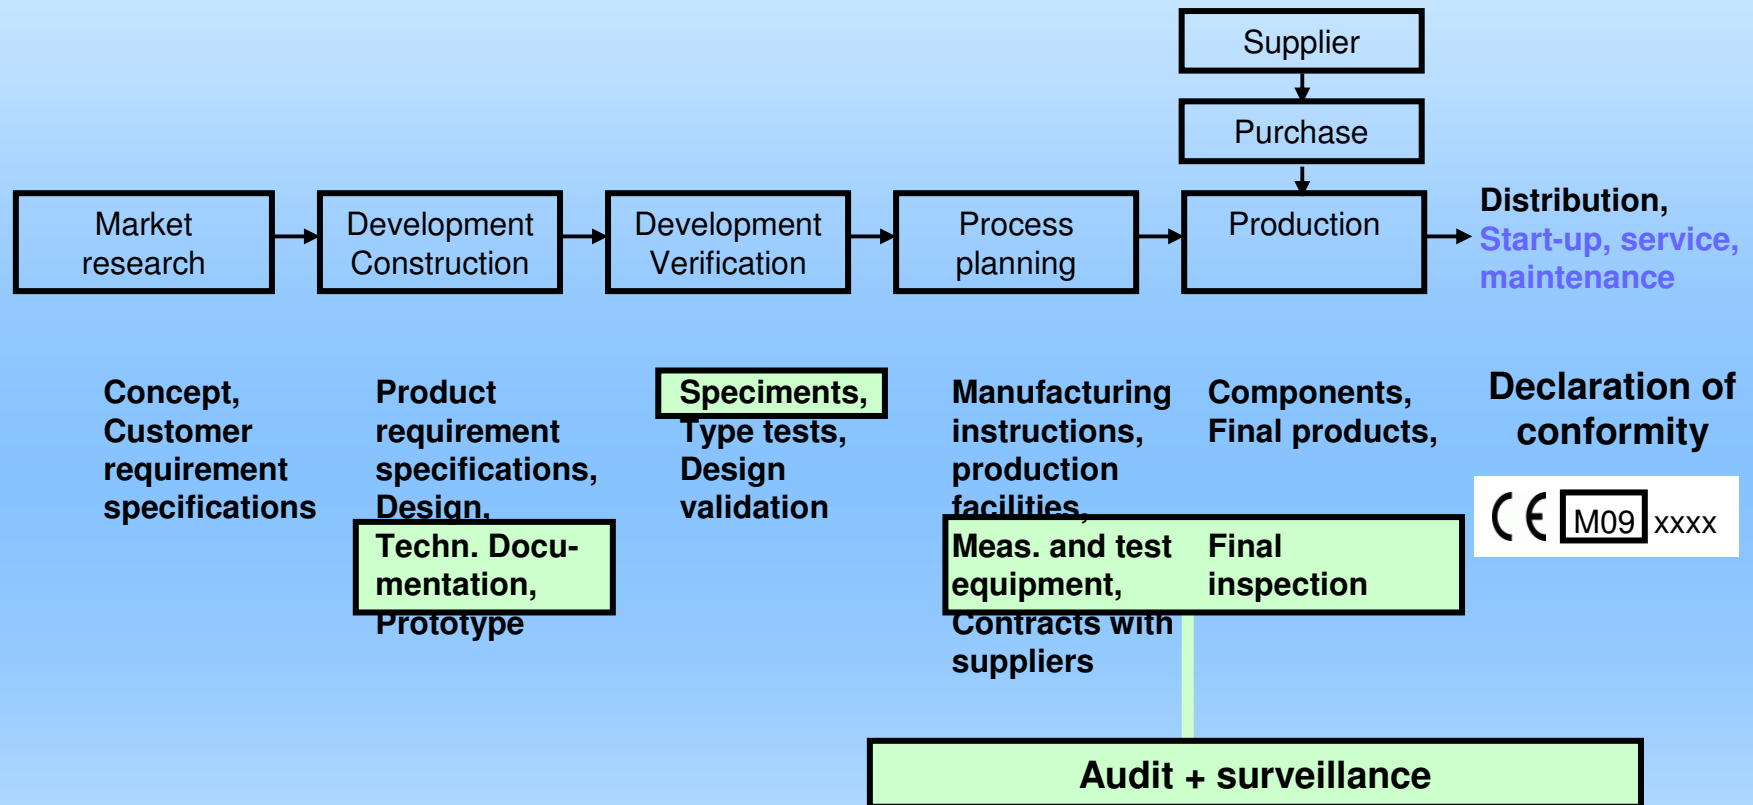 Supplier
Purchase
Market
research
Development
Construction
Development
Verification
Process
planning
Production
Distribution,
Start-up, service,
maintenance
Concept,
Customer
requirement
specifications
Product
requirement
specifications,
Design,
Techn. Docu-
mentation,
Prototype
Speciments,
Type tests,
Design
validation
Manufacturing
instructions,
production
facilities,
Meas. and test
equipment,
Contracts with
suppliers
Components,
Final products,
Final
inspection
Declaration of
conformity
CE M09 xxxx
Audit + surveillance